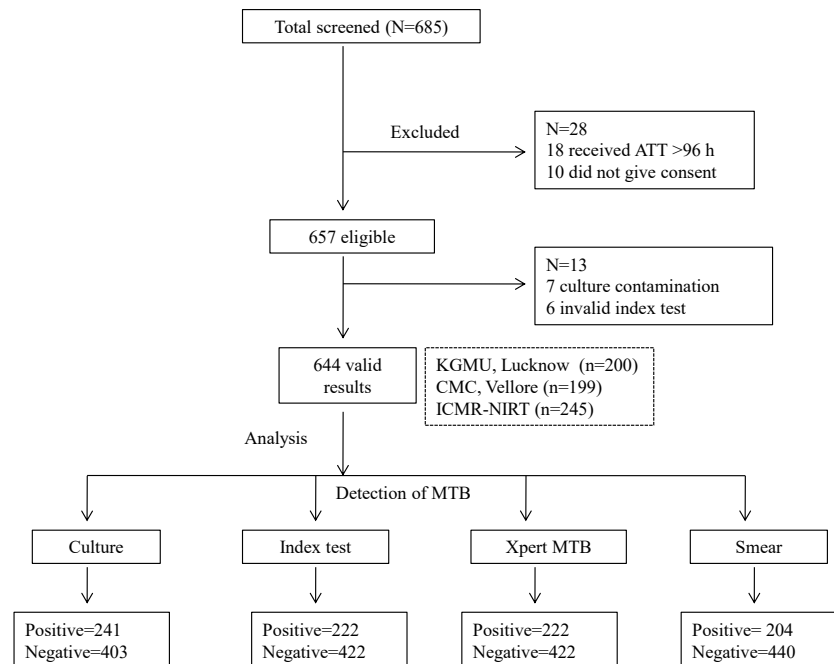 Total screened (N=685)
Excluded
N=28
18 received ATT >96 h
10 did not give consent
657 eligible
N=13
7 culture contamination
6 invalid index test
644 valid
results
KGMU, Lucknow (n=200)
CMC, Vellore (n=199)
ICMR-NIRT (n=245)
Analysis
Detection of MTB
Culture
Index test
Xpert MTB
Smear
Positive=241
Negative=403
Positive=222
Negative=422
Positive=222
Negative=422
Positive= 204
Negative=440